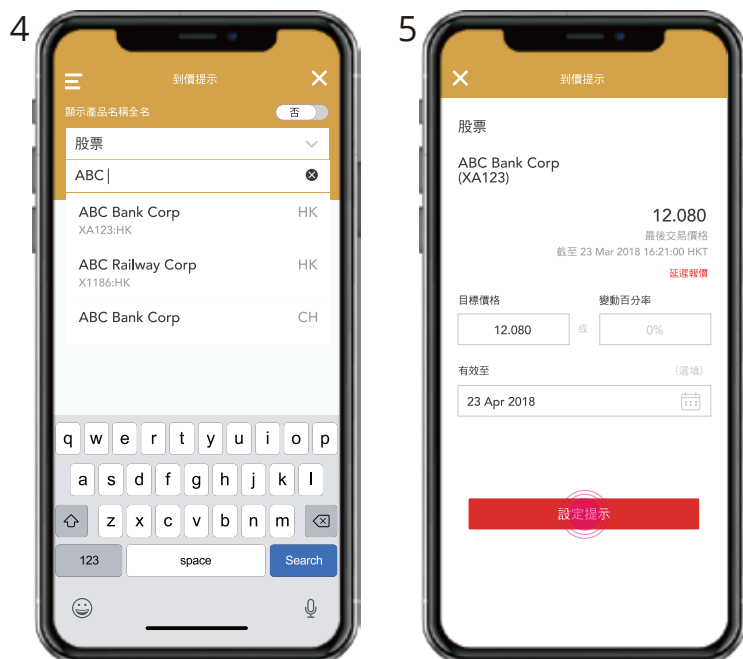 4
到價提示
顯示產品名稱全名
否
股票
ABC
ABC Bank Corp HK
XA123:HK
ABC Railway Corp HK
X1186:HK
ABC Bank Corp CH
q w e r t y u i o p
a s d f g h j k l
z x c v b n m
123 space Search
5
到價提示
股票
ABC Bank Corp
(XA123)
12.080
最後交易價格
截至 23 Mar 2018 16:21:00 HKT
延遲報價
目標價格 變動百分率
12.080 或 0%
有效至 (選填)
23 Apr 2018
設定提示